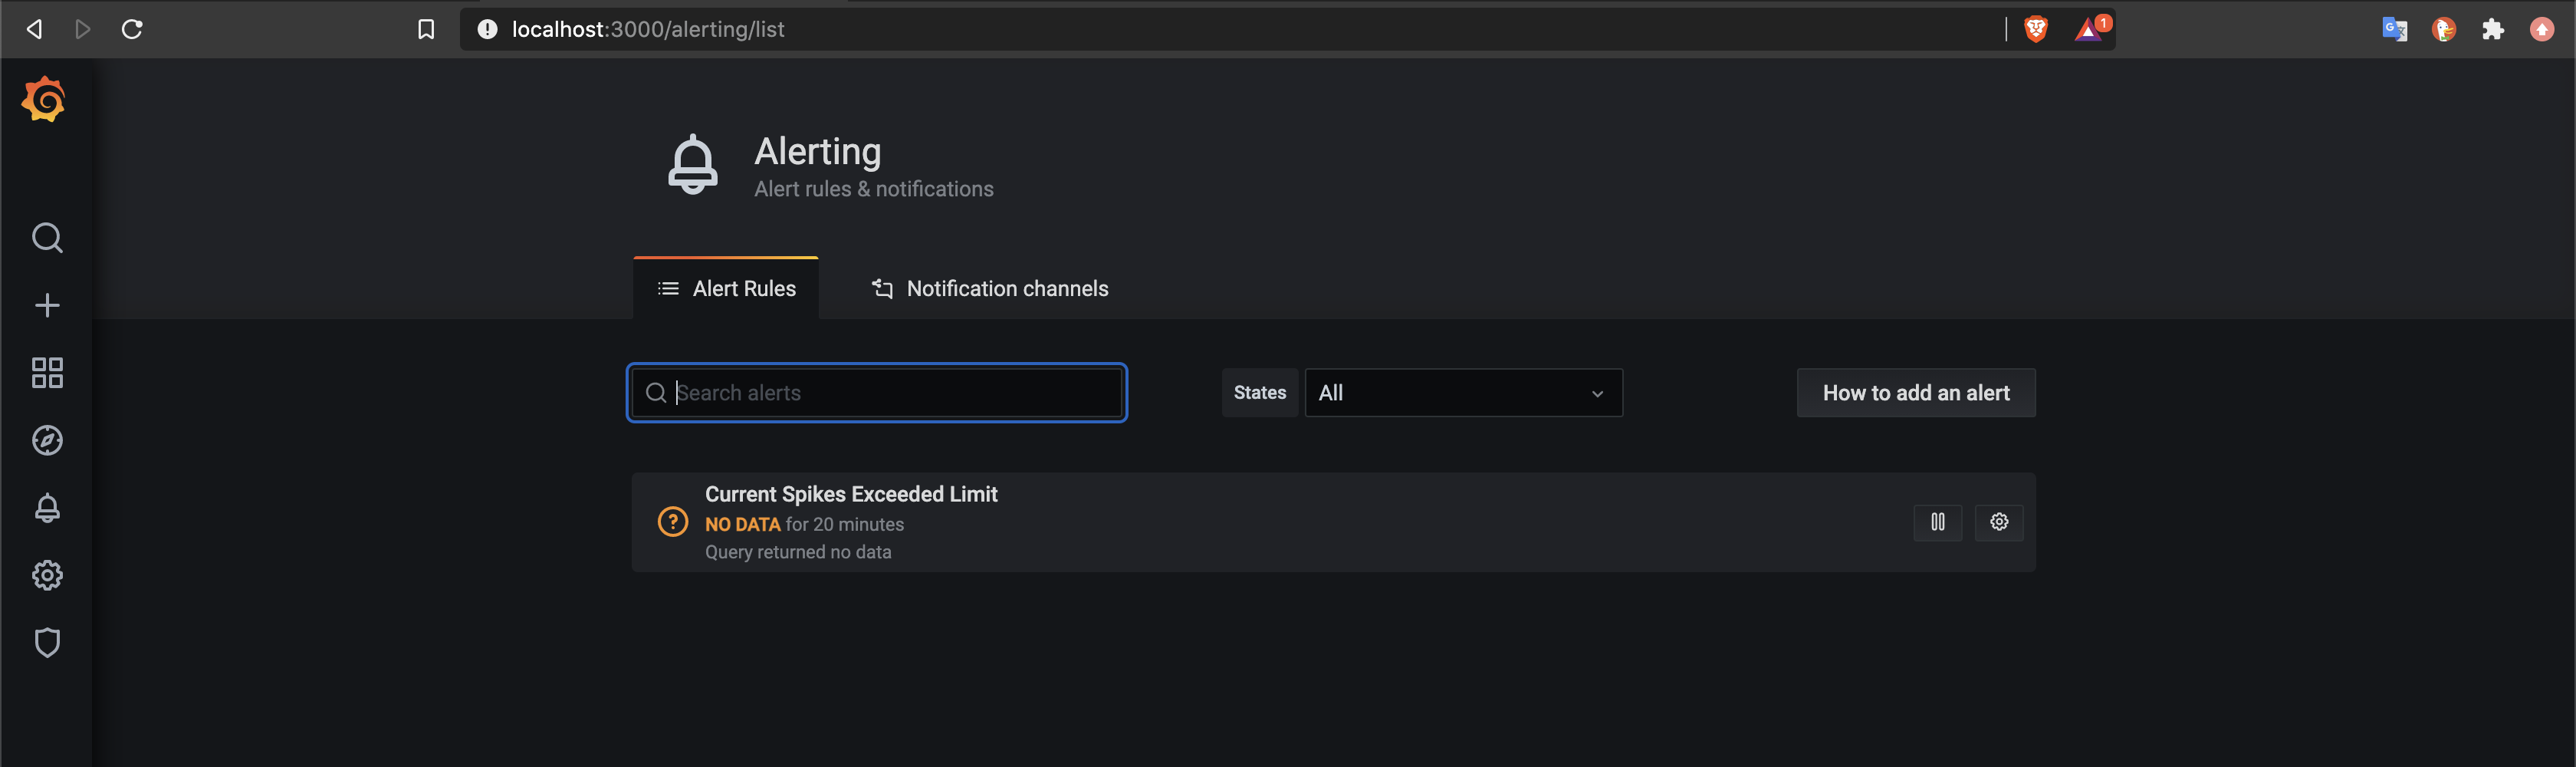 localhost:3000/alerting/list
1
Alerting
Alert rules & notifications
Alert Rules
Notification channels
Search alerts
States
All
How to add an alert
Current Spikes Exceeded Limit
NO DATA for 20 minutes
Query returned no data